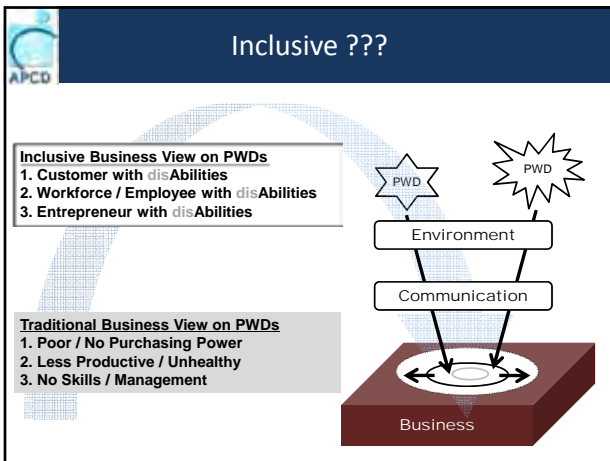 APCD
Inclusive ???
Inclusive Business View on PWDs
1. Customer with disAbilities
2. Workforce / Employee with disAbilities
3. Entrepreneur with disAbilities
PWD
PWD
Environment
Communication
Traditional Business View on PWDs
1. Poor / No Purchasing Power
2. Less Productive / Unhealthy
3. No Skills / Management
Business